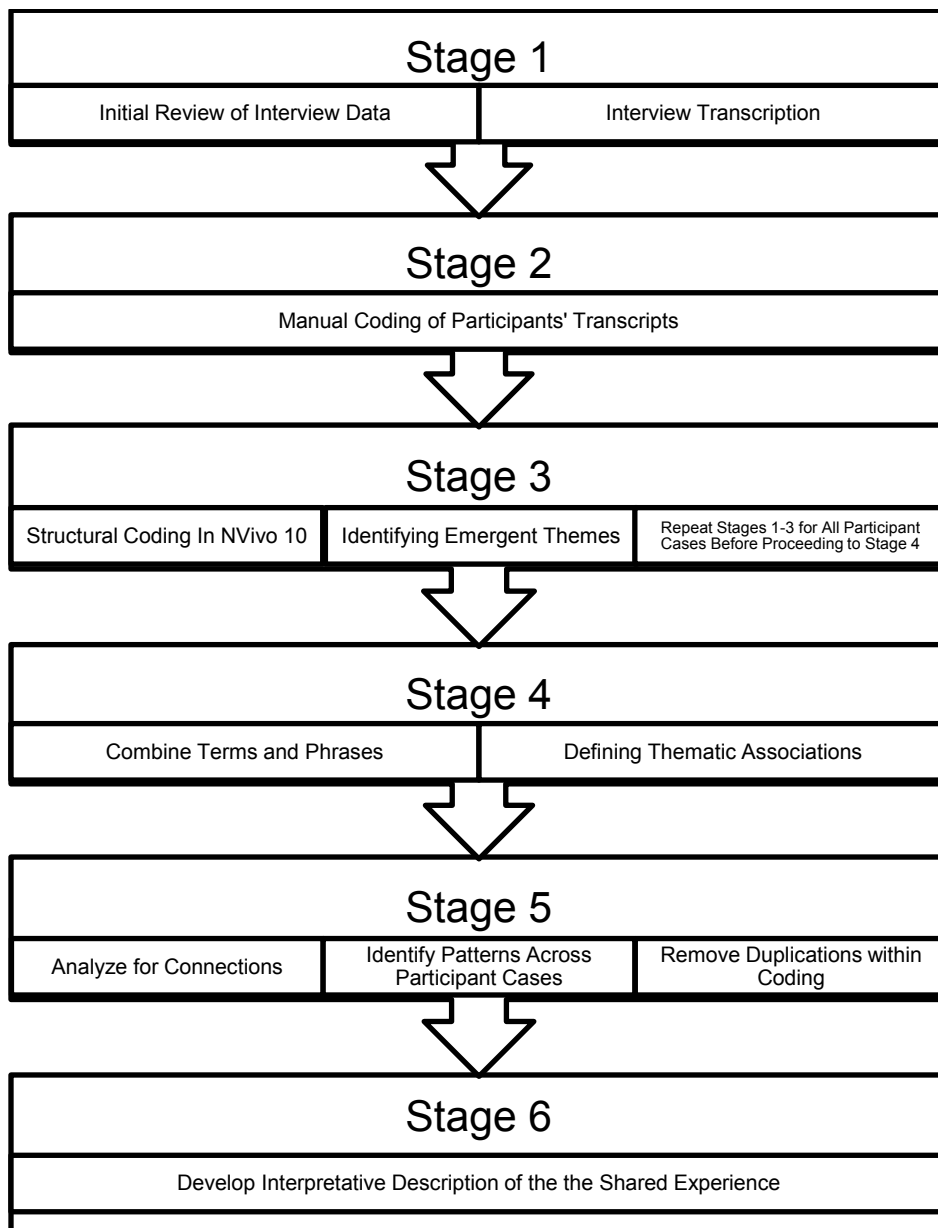 Stage 1
Initial Review of Interview Data
Interview Transcription
Stage 2
Manual Coding of Participants' Transcripts
Stage 3
Structural Coding In NVivo 10
Identifying Emergent Themes
Repeat Stages 1-3 for All Participant
Cases Before Proceeding to Stage 4
Stage 4
Combine Terms and Phrases
Defining Thematic Associations
Stage 5
Analyze for Connections
Identify Patterns Across
Participant Cases
Remove Duplications within
Coding
Stage 6
Develop Interpretative Description of the the Shared Experience